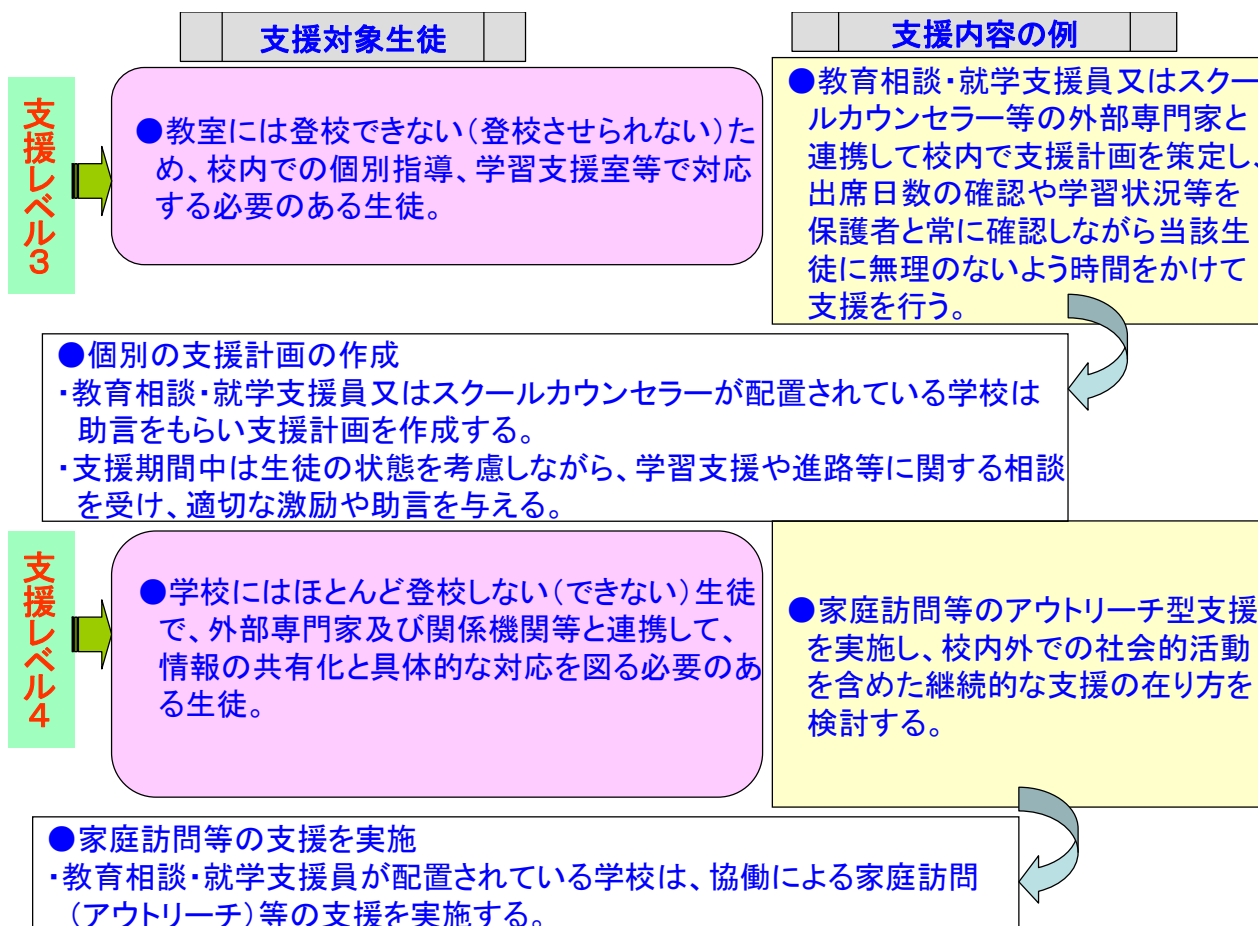 支援対象生徒
支援内容の例
支援レベル3
●教室には登校できない(登校させられない)ため、校内での個別指導、学習支援室等で対応
する必要のある生徒。
●教育相談・就学支援員又はスクー
ルカウンセラー等の外部専門家と
連携して校内で支援計画を策定し、
出席日数の確認や学習状況等を
保護者と常に確認しながら当該生
徒に無理のないよう時間をかけて
支援を行う。
●個別の支援計画の作成
・教育相談・就学支援員又はスクールカウンセラーが配置されている学校は
助言をもらい支援計画を作成する。
・支援期間中は生徒の状態を考慮しながら、学習支援や進路等に関する相談
を受け、適切な激励や助言を与える。
支援レベル4
●学校にはほとんど登校しない(できない)生徒
で、外部専門家及び関係機関等と連携して、
情報の共有化と具体的な対応を図る必要のあ
る生徒。
●家庭訪問等のアウトリーチ型支援
を実施し、校内外での社会的活動
を含めた継続的な支援の在り方を
検討する。
●家庭訪問等の支援を実施
・教育相談・就学支援員が配置されている学校は、協働による家庭訪問
(アウトリーチ)等の支援を実施する。